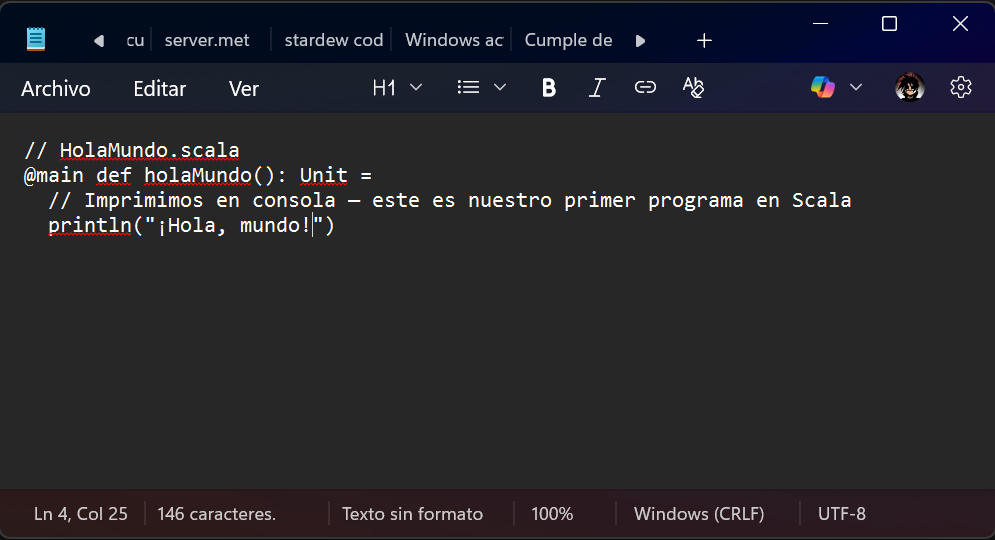 cu server.met stardew cod Windows ac Cumple de +
Archivo Editar Ver H1 B I A
// HolaMundo.scala
@main def holaMundo(): Unit =
  // Imprimimos en consola — este es nuestro primer programa en Scala
  println("¡Hola, mundo!")
Ln 4, Col 25 146 caracteres. Texto sin formato 100% Windows (CRLF) UTF-8